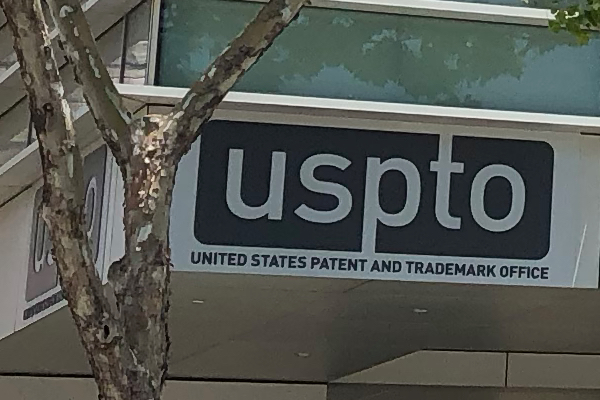 uspto
UNITED STATES PATENT AND TRADEMARK OFFICE